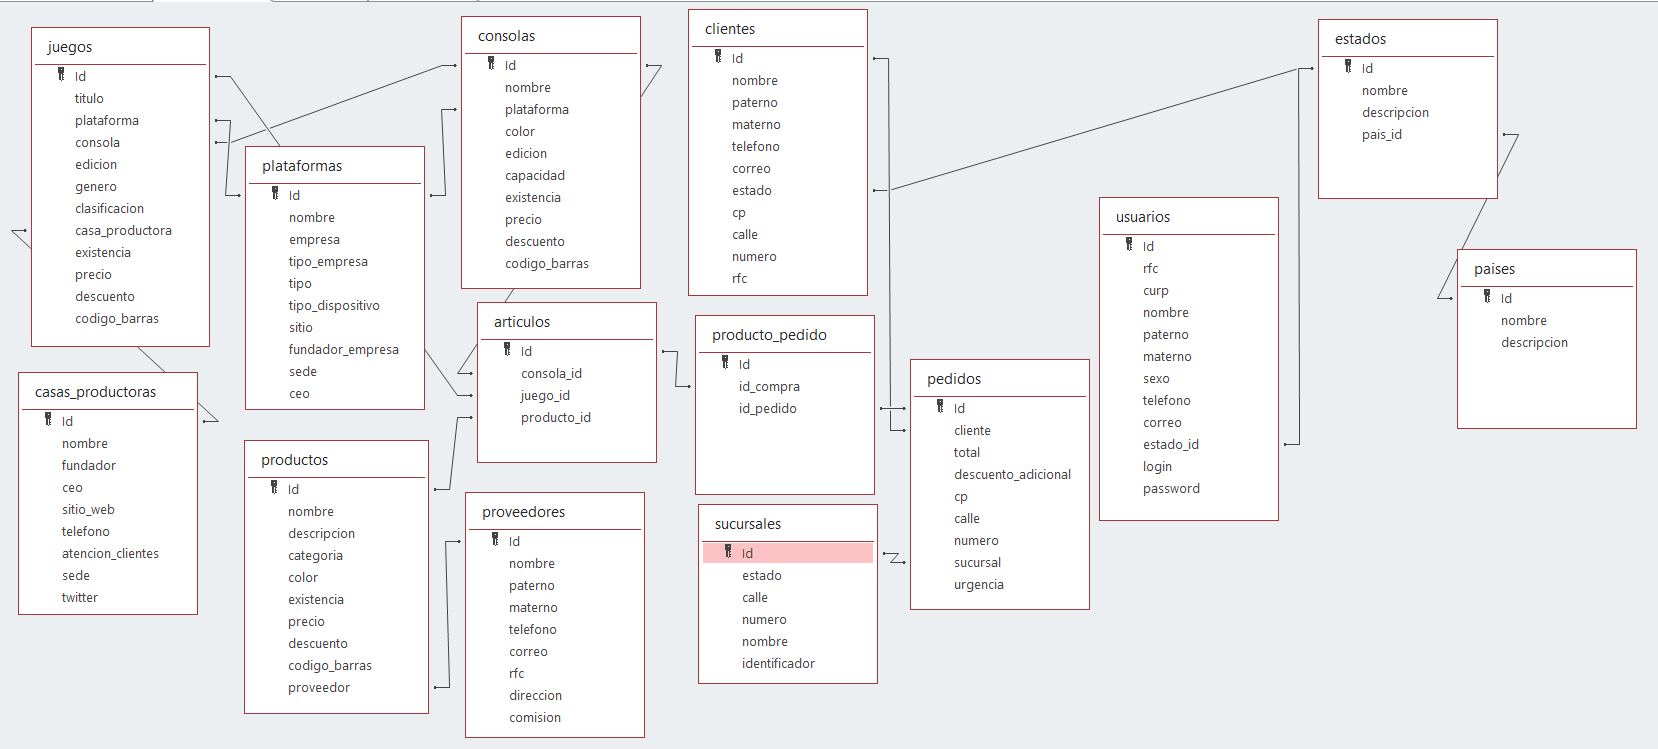 juegos
Id
titulo
plataforma
consola
edicion
genero
clasificacion
casa_productora
existencia
precio
descuento
codigo_barras
casas_productoras
Id
nombre
fundador
ceo
sitio_web
telefono
atencion_clientes
sede
twitter
plataformas
Id
nombre
empresa
tipo_empresa
tipo
tipo_dispositivo
sitio
fundador_empresa
sede
ceo
productos
Id
nombre
descripcion
categoria
color
existencia
precio
descuento
codigo_barras
proveedor
consolas
Id
nombre
plataforma
color
edicion
capacidad
existencia
precio
descuento
codigo_barras
articulos
Id
consola_id
juego_id
producto_id
proveedores
Id
nombre
paterno
materno
telefono
correo
rfc
direccion
comision
clientes
Id
nombre
paterno
materno
telefono
correo
estado
cp
calle
numero
rfc
producto_pedido
Id
id_compra
id_pedido
sucursales
Id
estado
calle
numero
nombre
identificador
pedidos
Id
cliente
total
descuento_adicional
cp
calle
numero
sucursal
urgencia
usuarios
Id
rfc
curp
nombre
paterno
materno
sexo
telefono
correo
estado_id
login
password
estados
Id
nombre
descripcion
pais_id
paises
Id
nombre
descripcion